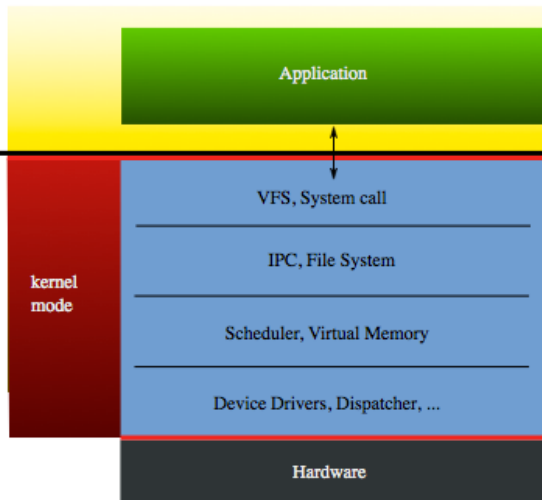 Application
VFS, System call
IPC, File System
kernel
mode
Scheduler, Virtual Memory
Device Drivers, Dispatcher, ...
Hardware